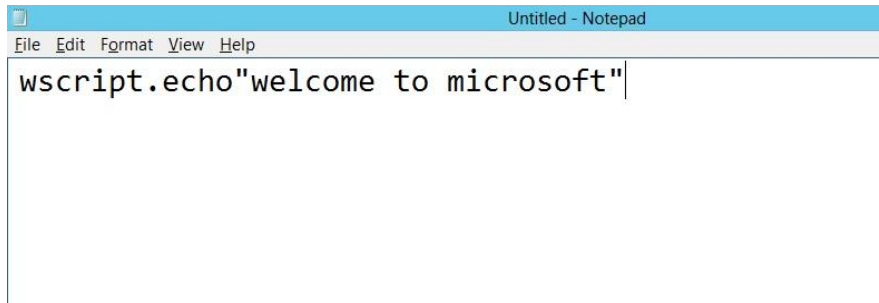 Untitled - Notepad
File Edit Format View Help
wscript.echo"welcome to microsoft"